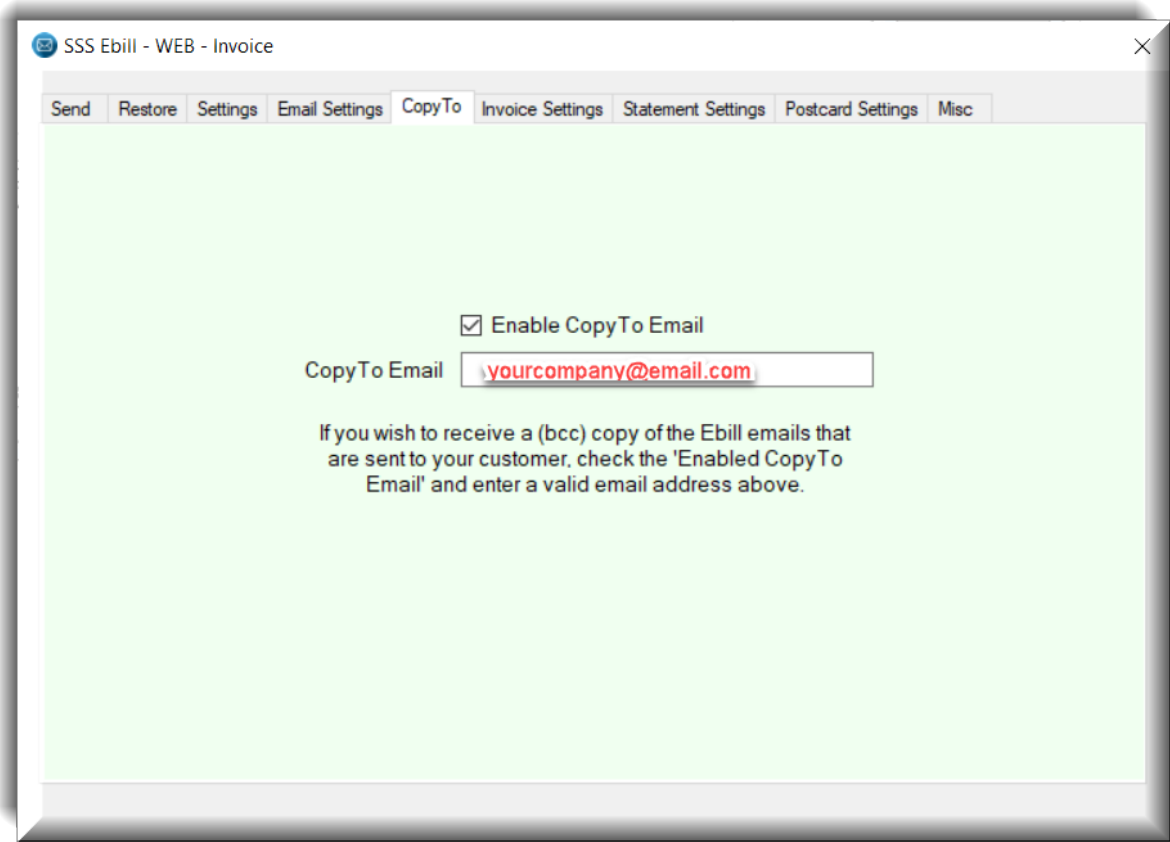 SSS Ebill - WEB - Invoice
Send Restore Settings Email Settings CopyTo Invoice Settings Statement Settings Postcard Settings Misc
Enable CopyTo Email
CopyTo Email yourcompany@email.com
If you wish to receive a (bcc) copy of the Ebill emails that
are sent to your customer, check the 'Enabled CopyTo
Email' and enter a valid email address above.